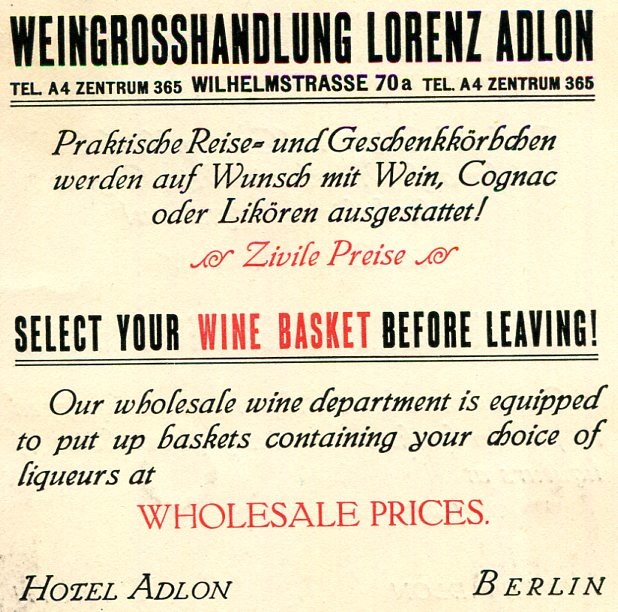 WEINGROSSHANDLUNG LORENZ ADLON
TEL. A4 ZENTRUM 365 WILHELMSTRASSE 70a TEL. A4 ZENTRUM 365
Praktische Reise- und Geschenkkörbchen
werden auf Wunsch mit Wein, Cognac
oder Likören ausgestattet!
Zivile Preise
SELECT YOUR WINE BASKET BEFORE LEAVING!
Our wholesale wine department is equipped
to put up baskets containing your choice of
liqueurs at
WHOLESALE PRICES.
HOTEL ADLON BERLIN